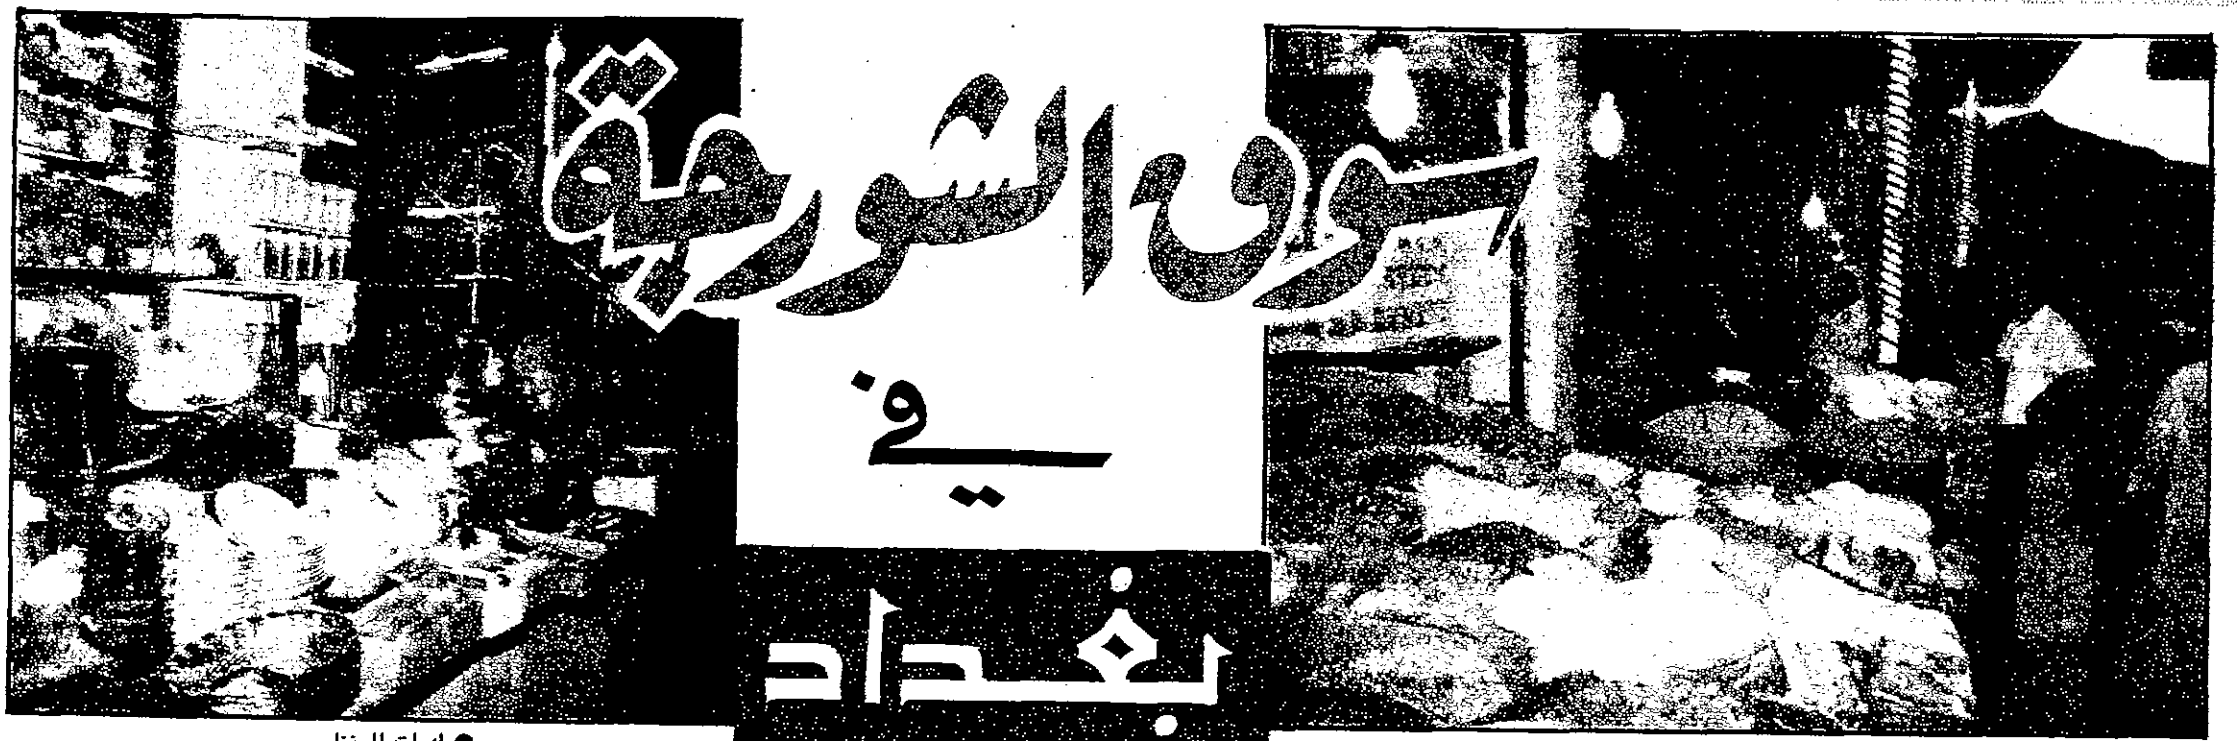 سوق الشورجة
في
بغداد